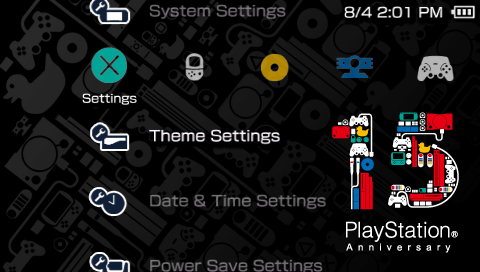 System Settings
8/4 2:01 PM
Settings
Theme Settings
Date & Time Settings
15
PlayStation®
Anniversary
Power Save Settings